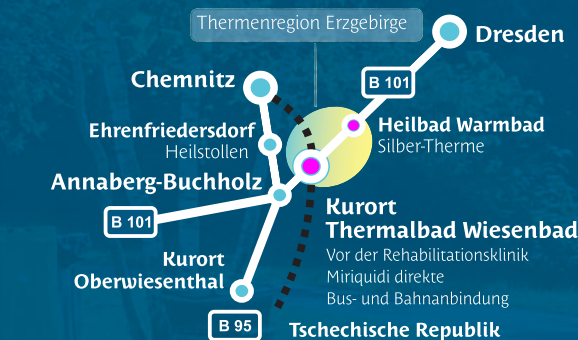 Thermenregion Erzgebirge
Dresden
Chemnitz
B 101
Ehrenfriedersdorf
Heilstollen
Heilbad Warmbad
Silber-Therme
Annaberg-Buchholz
B 101
Kurort
Thermalbad Wiesenbad
Vor der Rehabilitationsklinik
Miriquidi direkte
Bus- und Bahnanbindung
Kurort
Oberwiesenthal
B 95
Tschechische Republik